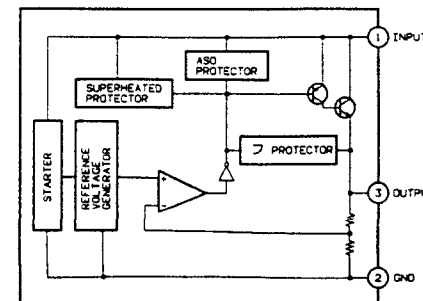 1 INPUT
ASO
PROTECTOR
SUPERHEATED
PROTECTOR
STARTER
REFERENCE
VOLTAGE
GENERATOR
PROTECTOR
+
-
3 OUTPU
2 GND